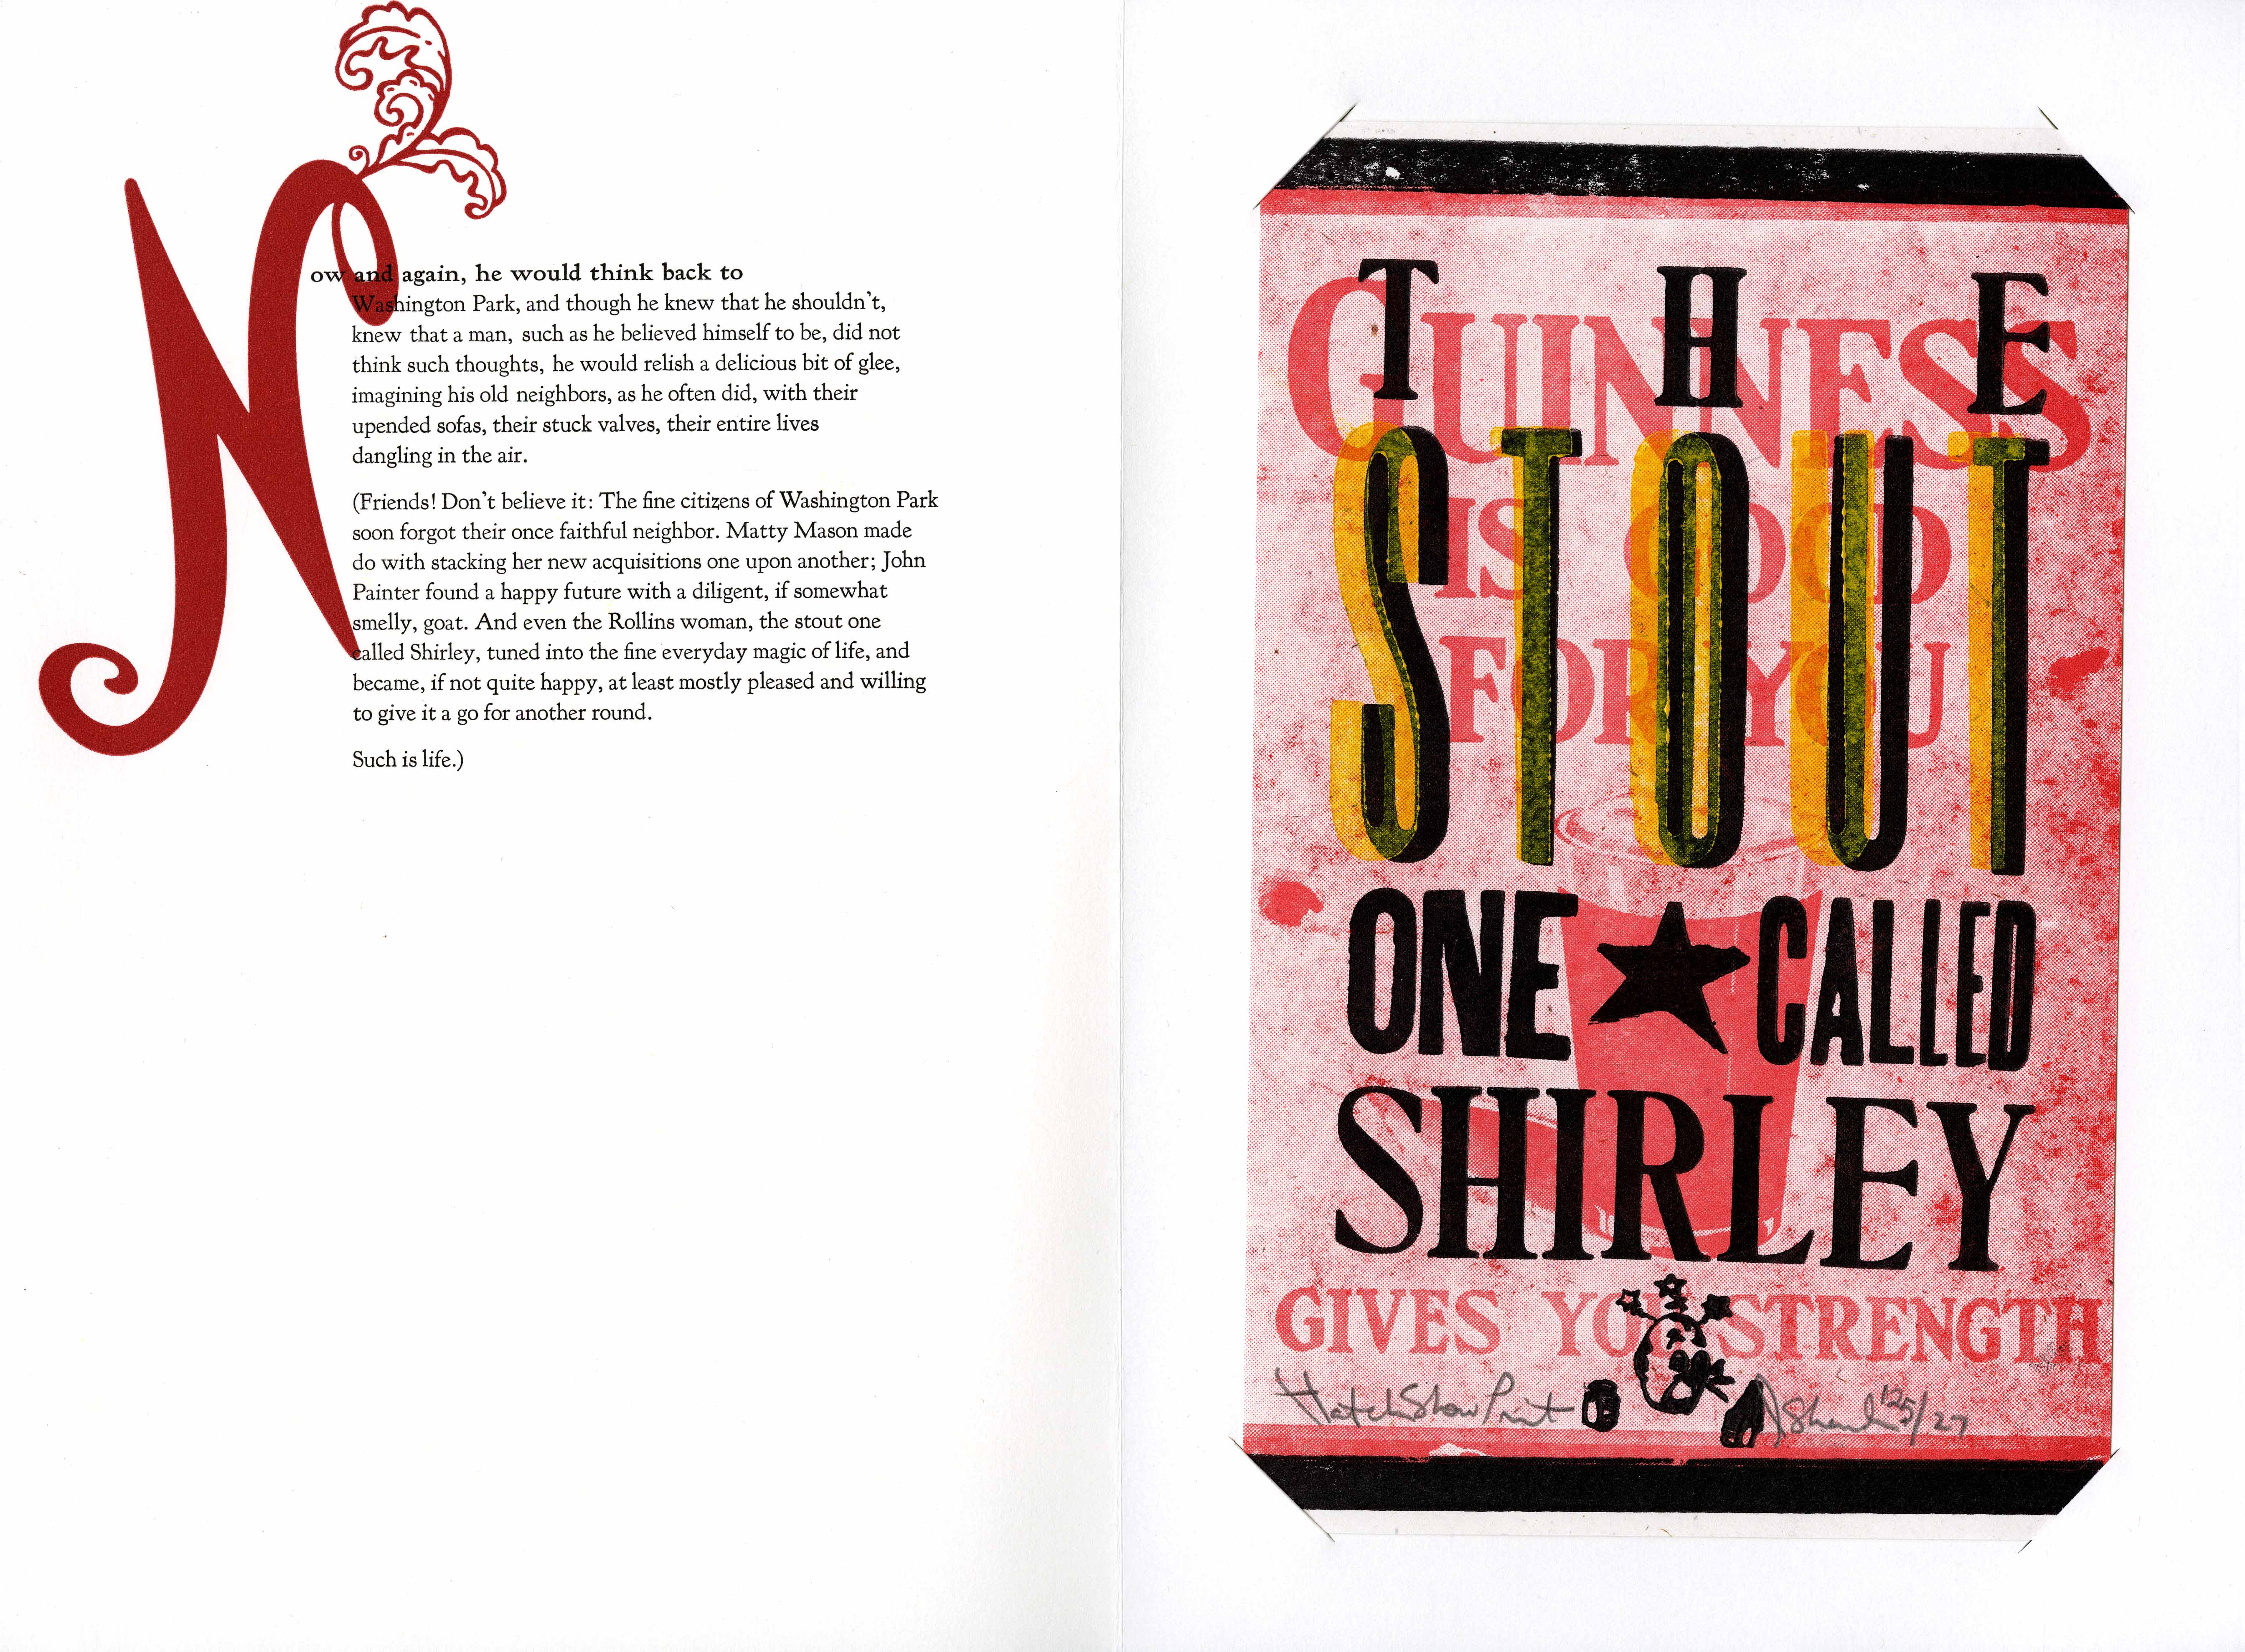 Now and again, he would think back to
Washington Park, and though he knew that he shouldn't,
knew that a man, such as he believed himself to be, did not
think such thoughts, he would relish a delicious bit of glee,
imagining his old neighbors, as he often did, with their
upended sofas, their stuck valves, their entire lives
dangling in the air.
(Friends! Don't believe it: The fine citizens of Washington Park
soon forgot their once faithful neighbor. Matty Mason made
do with stacking her new acquisitions one upon another; John
Painter found a happy future with a diligent, if somewhat
smelly, goat. And even the Rollins woman, the stout one
called Shirley, tuned into the fine everyday magic of life, and
became, if not quite happy, at least mostly pleased and willing
to give it a go for another round.
Such is life.)
THE
GUINNESS
STOUT
IS GOOD
FOR YOU
ONE ★ CALLED
SHIRLEY
GIVES YOU STRENGTH
Hatch Show Print 125/27